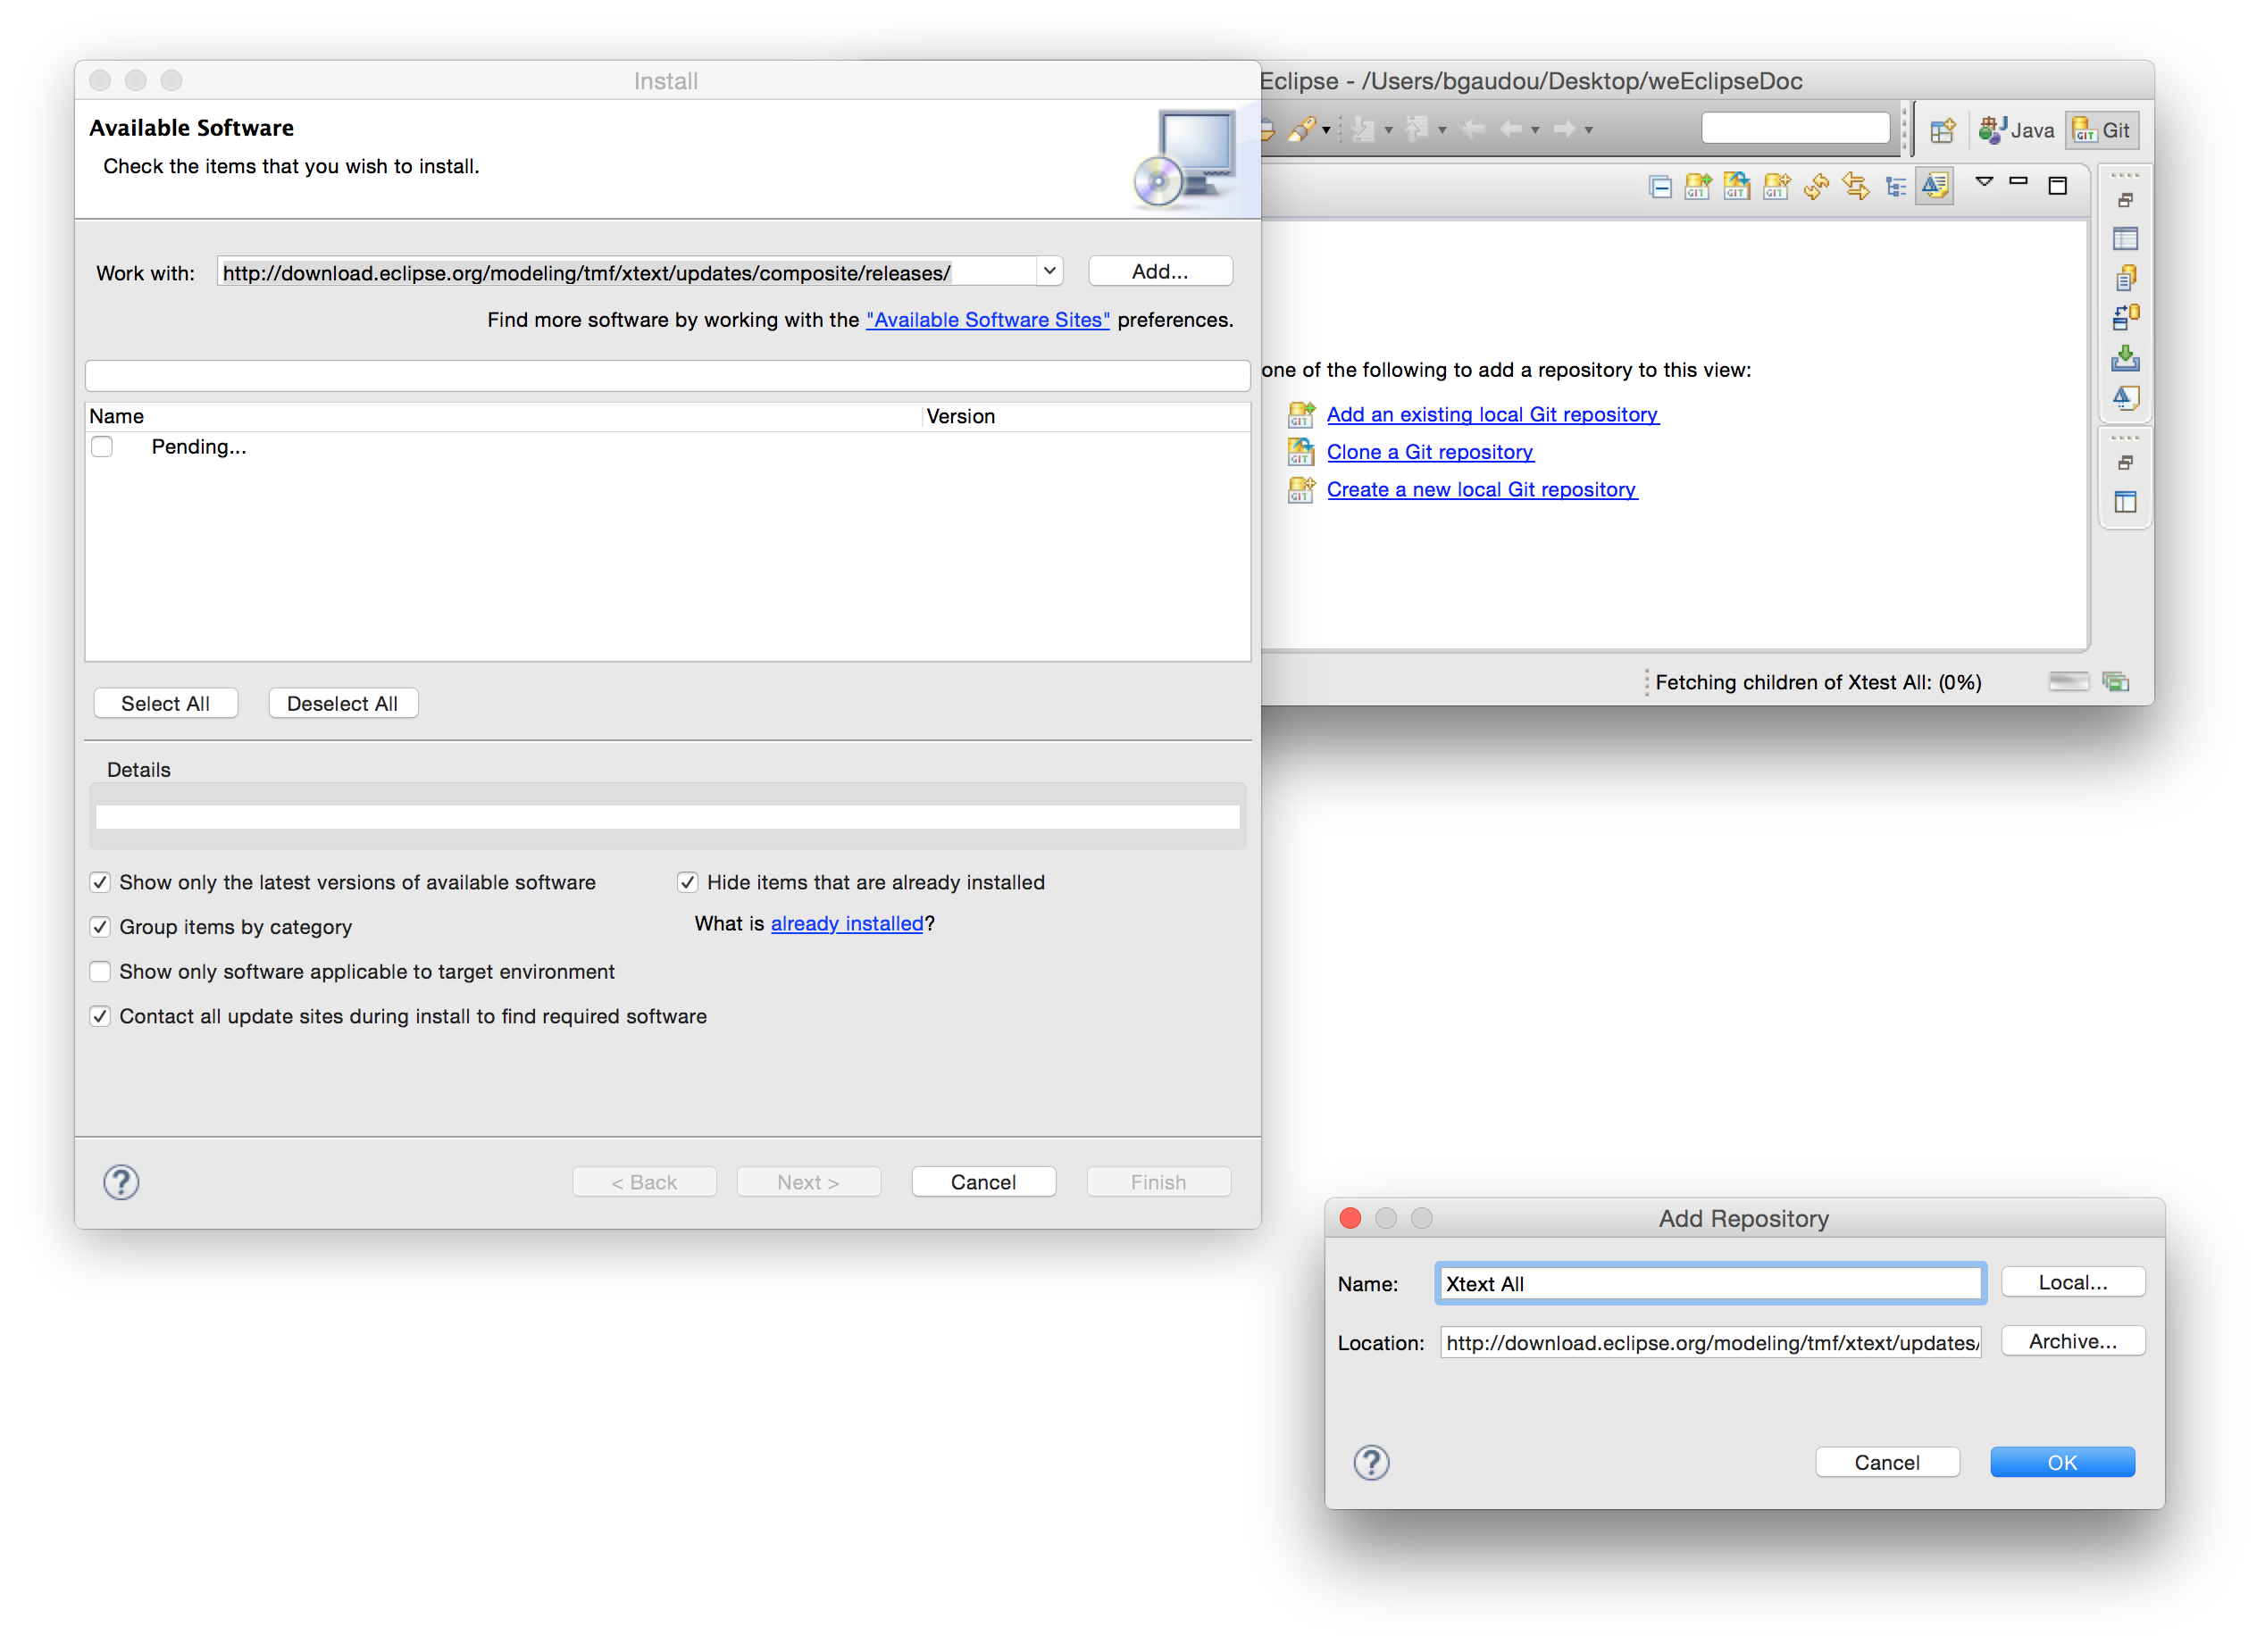 Install
Available Software
Check the items that you wish to install.
Work with: http://download.eclipse.org/modeling/tmf/xtext/updates/composite/releases/ Add...
Find more software by working with the "Available Software Sites" preferences.
Name Version
Pending...
Select All Deselect All
Details
Show only the latest versions of available software Hide items that are already installed
Group items by category What is already installed?
Show only software applicable to target environment
Contact all update sites during install to find required software
? < Back Next > Cancel Finish
Eclipse - /Users/bgaudou/Desktop/weEclipseDoc
Java GIT Git
GIT GIT GIT
one of the following to add a repository to this view:
GIT Add an existing local Git repository
GIT Clone a Git repository
GIT Create a new local Git repository
Fetching children of Xtest All: (0%)
Add Repository
Name: Xtext All Local...
Location: http://download.eclipse.org/modeling/tmf/xtext/updates/ Archive...
? Cancel OK